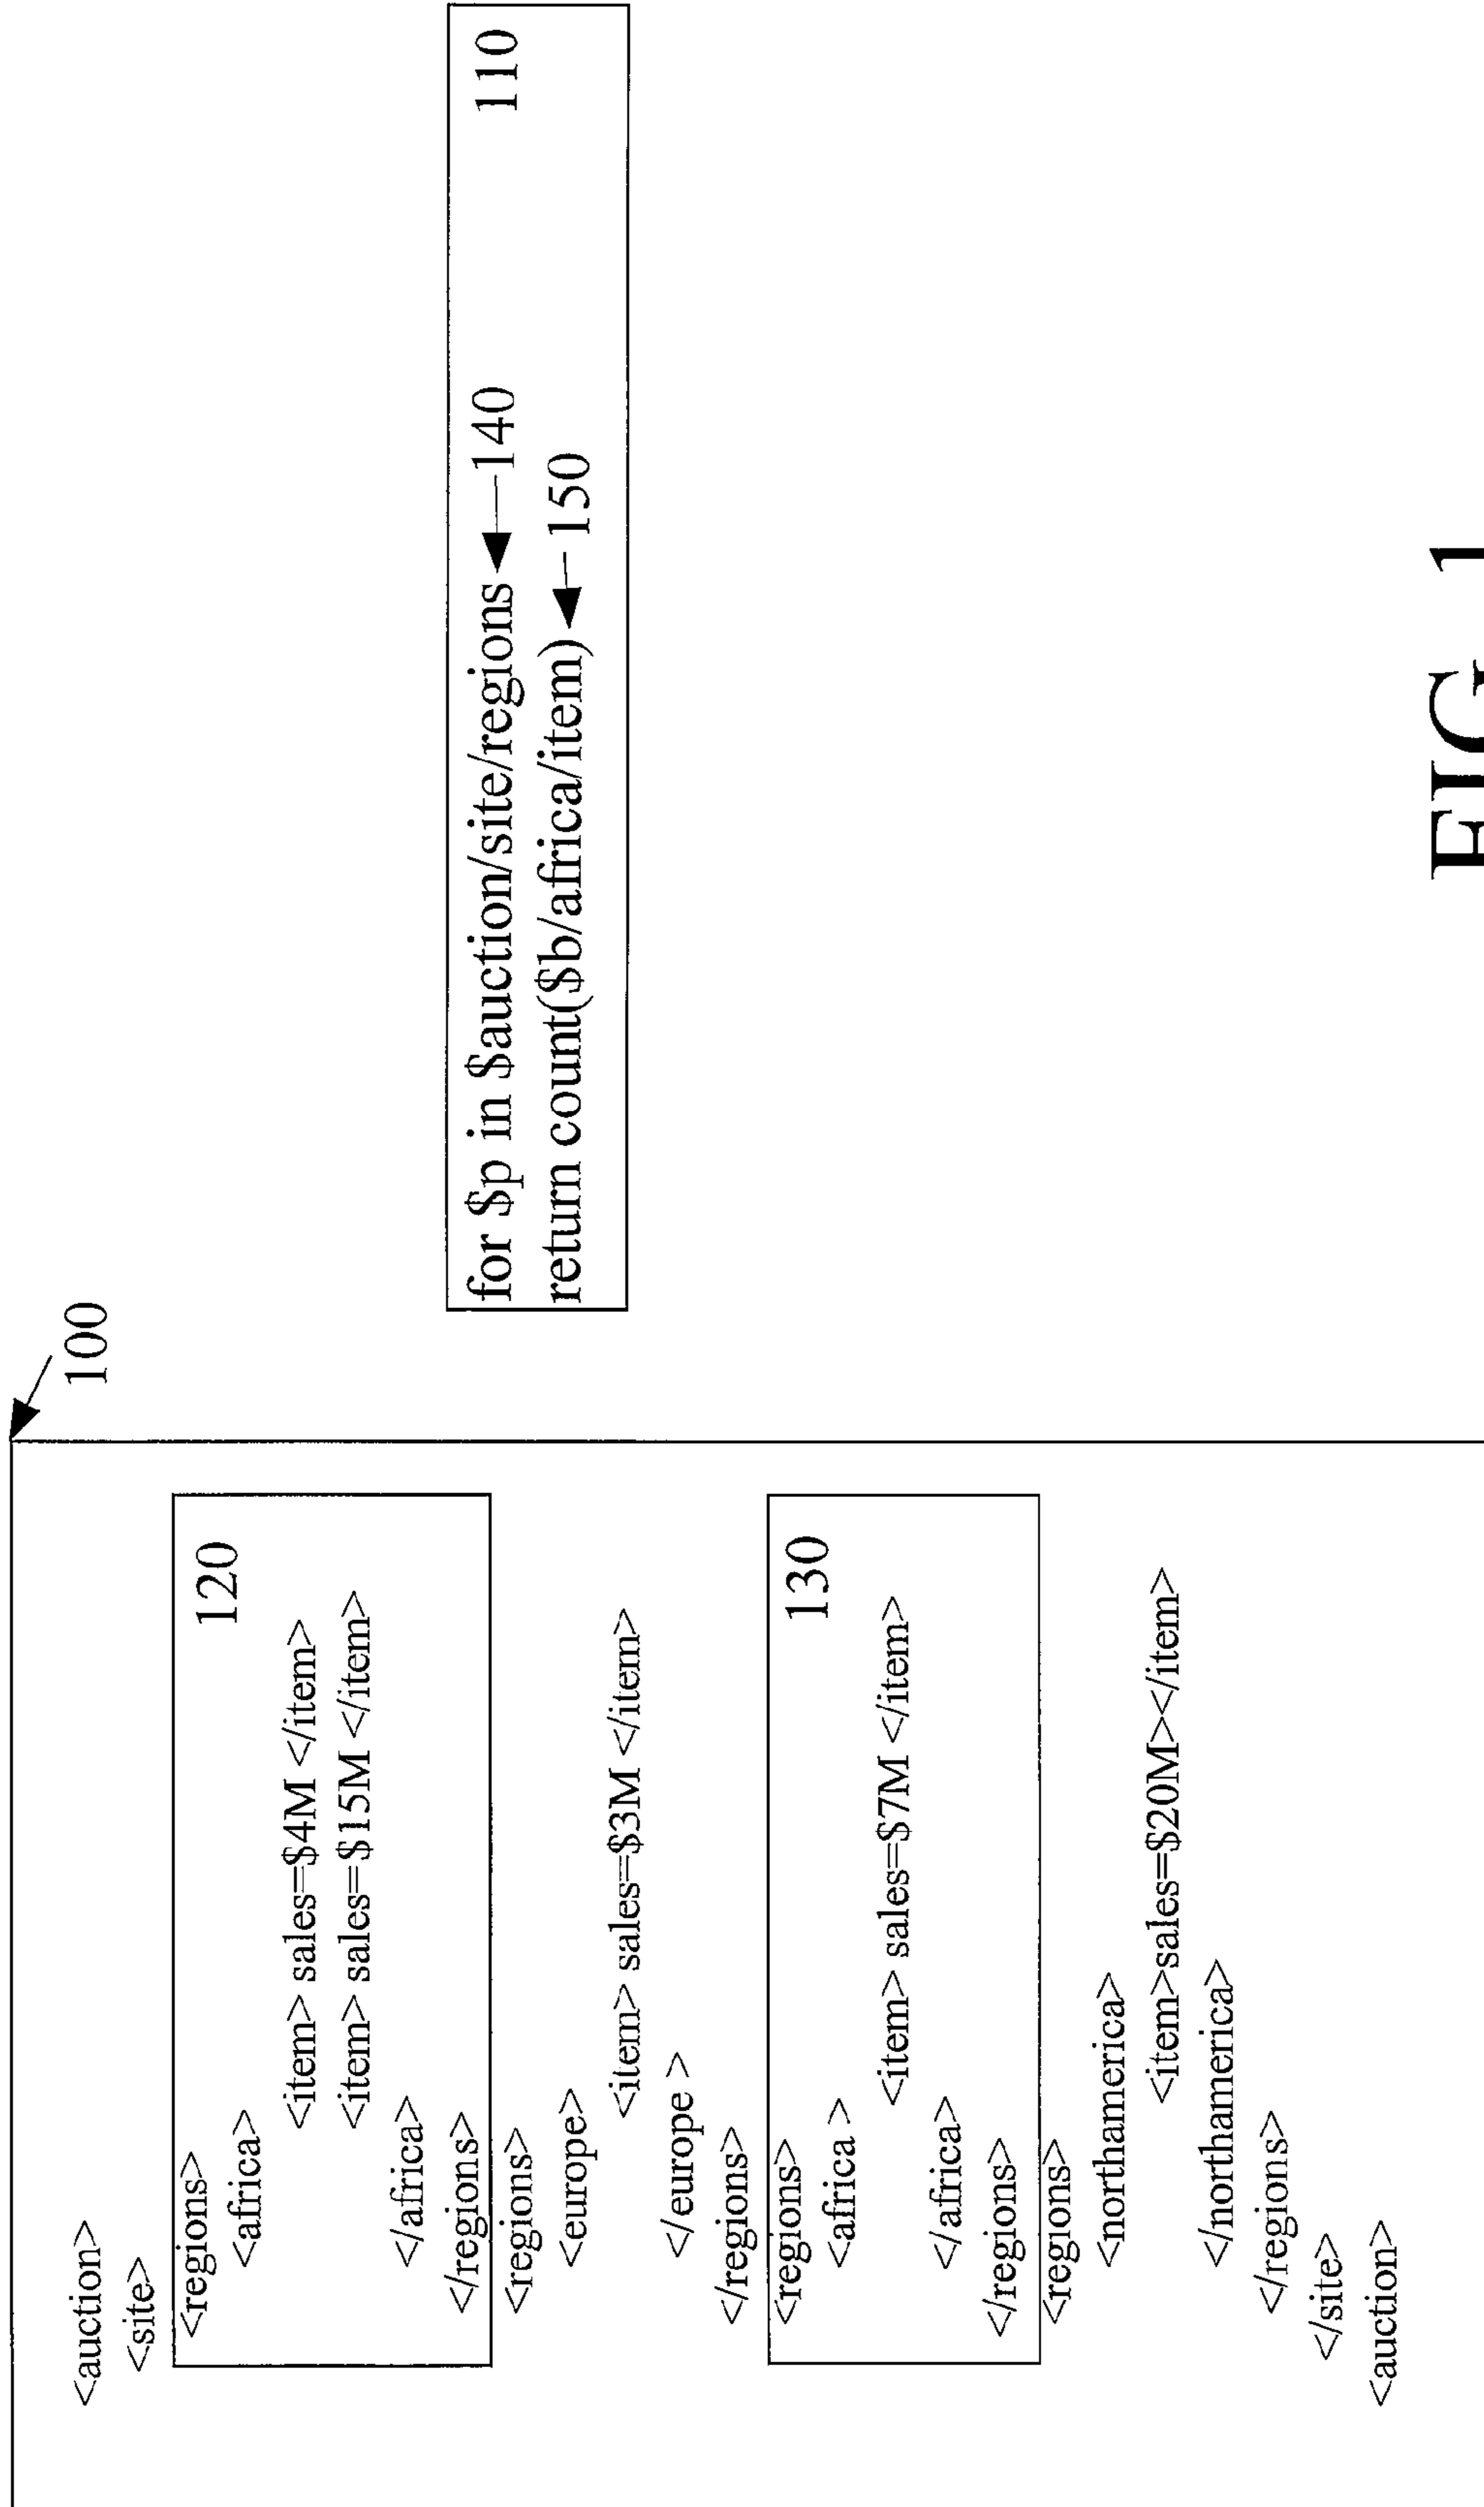 100
<auction>
<site>
<regions> 120
<africa>
<item> sales=$4M </item>
<item> sales=$15M </item>
</africa>
</regions>
<regions>
<europe>
<item> sales=$3M </item>
</europe >
</regions>
<regions> 130
<africa >
<item> sales=$7M </item>
</africa>
</regions>
<regions>
<northamerica>
<item>sales=$20M></item>
</northamerica>
</regions>
</site>
<auction>
for $p in $auction/site/regions 140 110
return count($b/africa/item) 150
FIG. 1